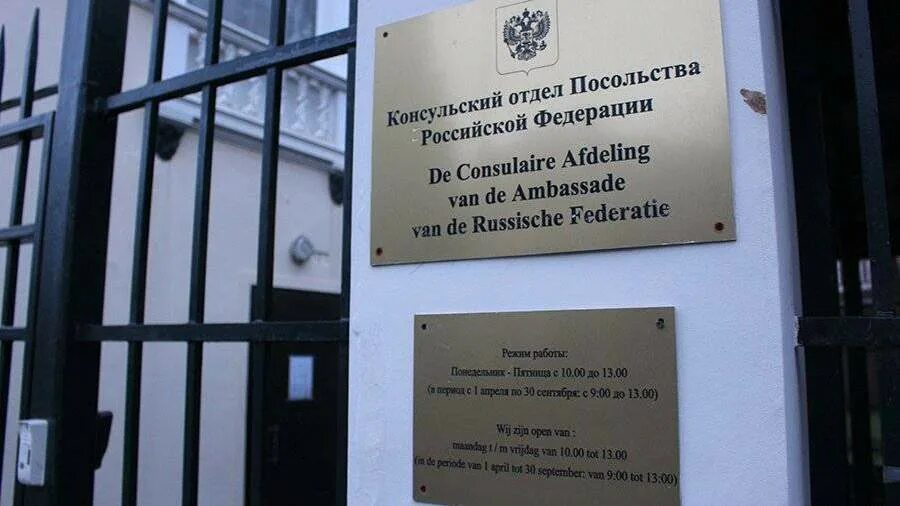 Консульский отдел Посольства
Российской Федерации
De Consulaire Afdeling
van de Ambassade
van de Russische Federatie
Режим работы:
Понедельник - Пятница с 10.00 до 13.00
(в период с 1 апреля по 30 сентября: с 9:00 до 13.00)
Wij zijn open van :
maandag t / m vrijdag van 10.00 tot 13.00
(in de periode van 1 april tot 30 september: van 9:00 tot 13:00)